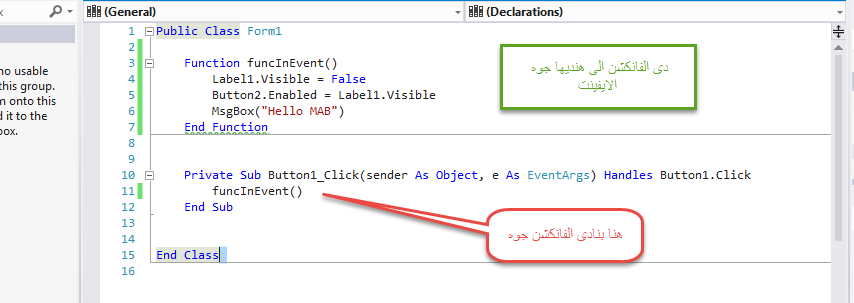 x
(General)
(Declarations)
no usable
this group.
m onto this
d it to the
box.
1 Public Class Form1
2
3 Function funcInEvent()
4 Label1.Visible = False
5 Button2.Enabled = Label1.Visible
6 MsgBox("Hello MAB")
7 End Function
8
9
10 Private Sub Button1_Click(sender As Object, e As EventArgs) Handles Button1.Click
11 funcInEvent()
12 End Sub
13
14
15 End Class
16
دى الفانكشن الى هنديها جوه
الايفينت
هنا بنادى الفانكشن جوه